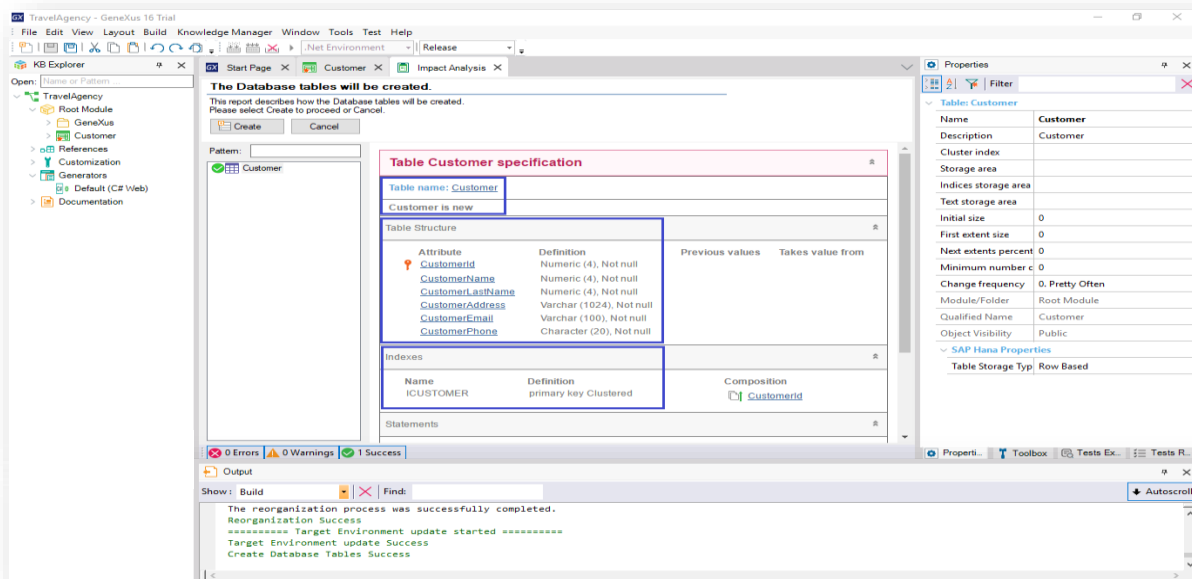 TravelAgency - GeneXus 16 Trial
File Edit View Layout Build Knowledge Manager Window Tools Test Help
.Net Environment Release
KB Explorer
Open: Name or Pattern ...
TravelAgency
Root Module
GeneXus
Customer
References
Customization
Generators
Default (C# Web)
Documentation
Start Page Customer Impact Analysis
The Database tables will be created.
This report describes how the Database tables will be created.
Please select Create to proceed or Cancel.
Create Cancel
Pattern:
Customer
Table Customer specification
Table name: Customer
Customer is new
Table Structure
Attribute Definition Previous values Takes value from
CustomerId Numeric (4), Not null
CustomerName Numeric (4), Not null
CustomerLastName Numeric (4), Not null
CustomerAddress Varchar (1024), Not null
CustomerEmail Varchar (100), Not null
CustomerPhone Character (20), Not null
Indexes
Name Definition Composition
ICUSTOMER primary key Clustered CustomerId
Statements
0 Errors 0 Warnings 1 Success
Properties
Filter
Table: Customer
Name Customer
Description Customer
Cluster index
Storage area
Indices storage area
Text storage area
Initial size 0
First extent size 0
Next extents percent 0
Minimum number c 0
Change frequency 0. Pretty Often
Module/Folder Root Module
Qualified Name Customer
Object Visibility Public
SAP Hana Properties
Table Storage Typ Row Based
Properti... Toolbox Tests Ex... Tests R...
Output
Show: Build Find: Autoscroll
The reorganization process was successfully completed.
Reorganization Success
========== Target Environment update started ==========
Target Environment update Success
Create Database Tables Success